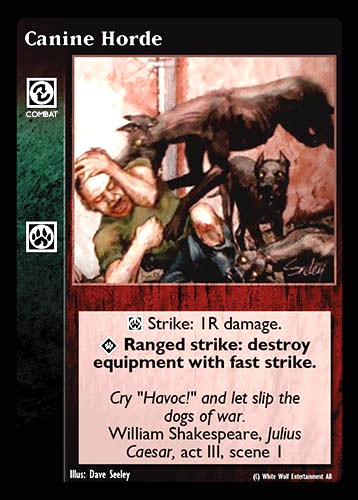 Canine Horde
COMBAT
Seeley
Strike: 1R damage.
Ranged strike: destroy
equipment with fast strike.
Cry "Havoc!" and let slip the
dogs of war.
William Shakespeare, Julius
Caesar, act III, scene 1
Illus: Dave Seeley
(C) White Wolf Entertainment AB